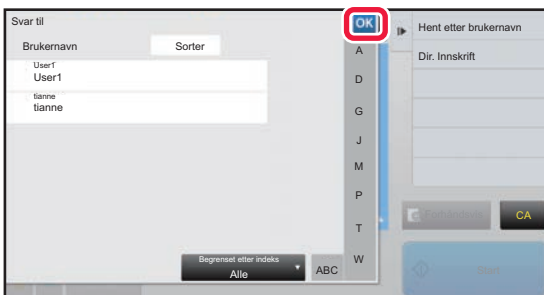 Svar til
OK
Brukernavn
Sorter
User1
User1
tianne
tianne
A
D
G
J
M
P
T
W
Begrenset etter indeks
Alle
ABC
Hent etter brukernavn
Dir. Innskrift
CA